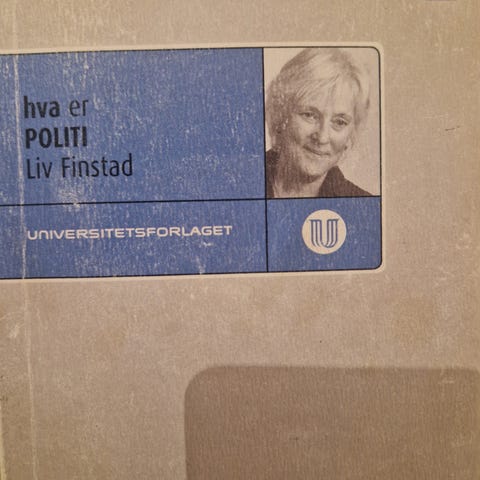 hva er
POLITI
Liv Finstad
UNIVERSITETSFORLAGET
U